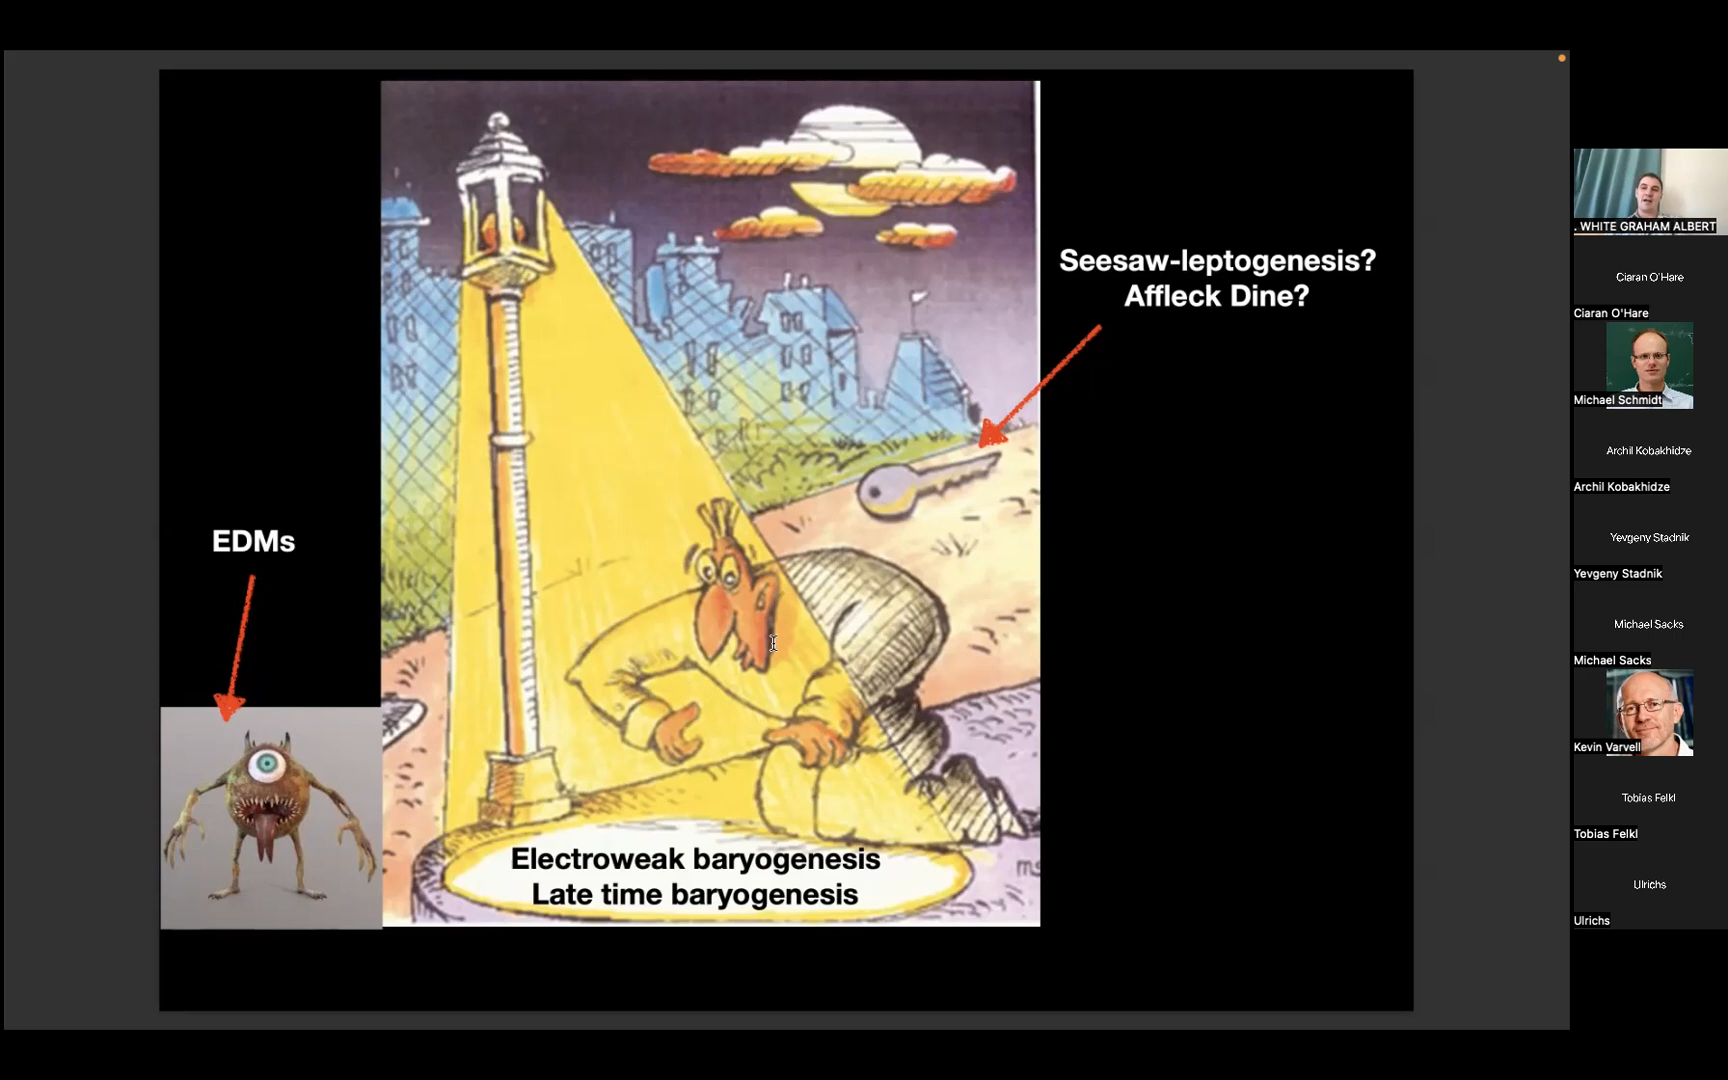 Seesaw-leptogenesis?
Affleck Dine?
EDMs
Electroweak baryogenesis
Late time baryogenesis
. WHITE GRAHAM ALBERT
Ciaran O'Hare
Ciaran O'Hare
Michael Schmidt
Archil Kobakhidze
Archil Kobakhidze
Yevgeny Stadnik
Yevgeny Stadnik
Michael Sacks
Michael Sacks
Kevin Varvell
Tobias Felkl
Tobias Felkl
Ulrichs
Ulrichs